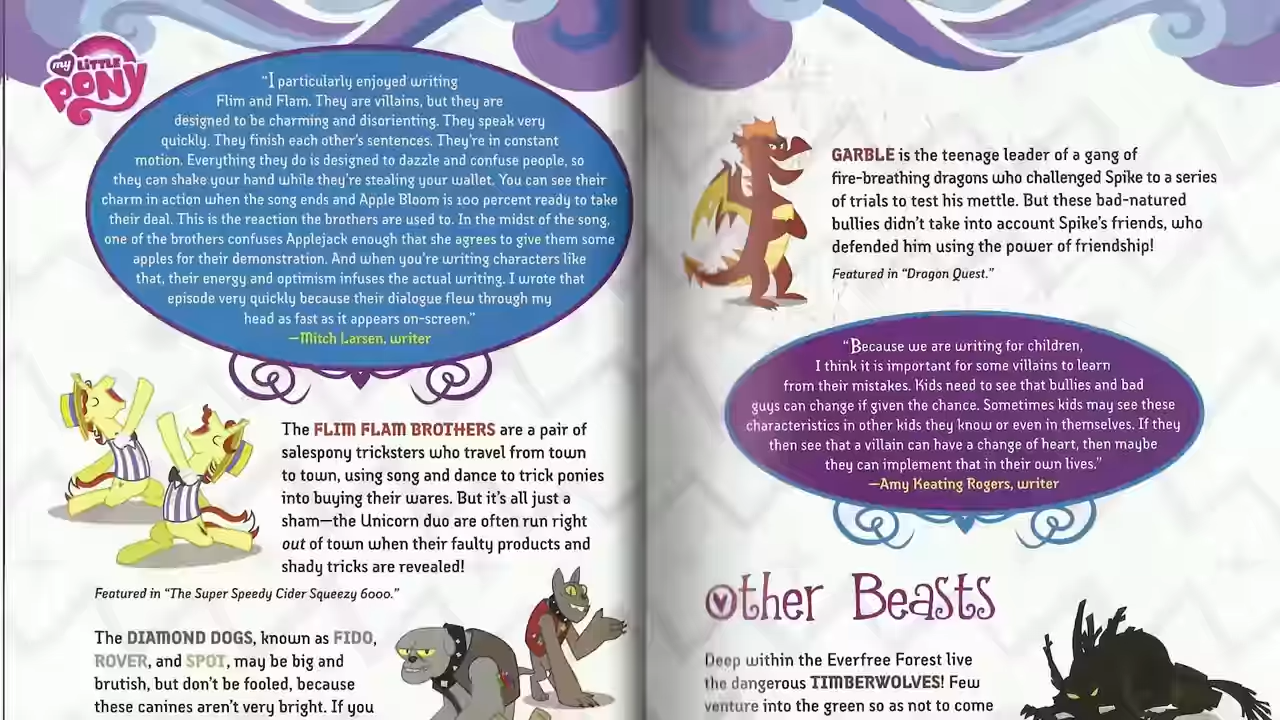 my LITTLE
PONY
“I particularly enjoyed writing
Flim and Flam. They are villains, but they are
designed to be charming and disorienting. They speak very
quickly. They finish each other’s sentences. They’re in constant
motion. Everything they do is designed to dazzle and confuse people, so
they can shake your hand while they’re stealing your wallet. You can see their
charm in action when the song ends and Apple Bloom is 100 percent ready to take
their deal. This is the reaction the brothers are used to. In the midst of the song,
one of the brothers confuses Applejack enough that she agrees to give them some
apples for their demonstration. And when you’re writing characters like
that, their energy and optimism infuses the actual writing. I wrote that
episode very quickly because their dialogue flew through my
head as fast as it appears on-screen.”
—Mitch Larsen, writer
The FLIM FLAM BROTHERS are a pair of
salespony tricksters who travel from town
to town, using song and dance to trick ponies
into buying their wares. But it’s all just a
sham—the Unicorn duo are often run right
out of town when their faulty products and
shady tricks are revealed!
Featured in “The Super Speedy Cider Squeezy 6000.”
The DIAMOND DOGS, known as FIDO,
ROVER, and SPOT, may be big and
brutish, but don’t be fooled, because
these canines aren’t very bright. If you
GARBLE is the teenage leader of a gang of
fire-breathing dragons who challenged Spike to a series
of trials to test his mettle. But these bad-natured
bullies didn’t take into account Spike’s friends, who
defended him using the power of friendship!
Featured in “Dragon Quest.”
“Because we are writing for children,
I think it is important for some villains to learn
from their mistakes. Kids need to see that bullies and bad
guys can change if given the chance. Sometimes kids may see these
characteristics in other kids they know or even in themselves. If they
then see that a villain can have a change of heart, then maybe
they can implement that in their own lives.”
—Amy Keating Rogers, writer
Other Beasts
Deep within the Everfree Forest live
the dangerous TIMBERWOLVES! Few
venture into the green so as not to come